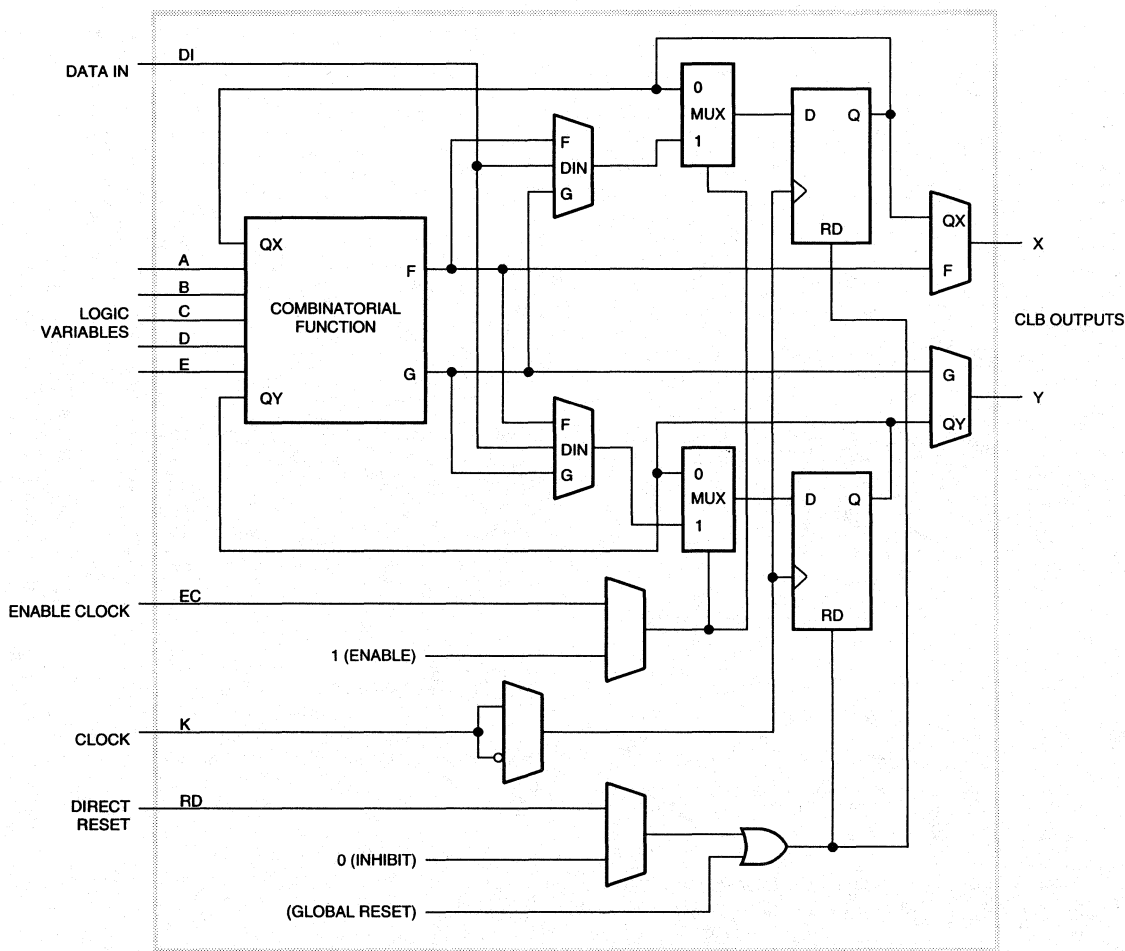 DI
DATA IN
0
MUX
1
D Q
RD
F
DIN
G
QX
F
X
QX
A
B
C
D
E
LOGIC
VARIABLES
COMBINATORIAL
FUNCTION
F
G
QY
CLB OUTPUTS
G
QY
Y
F
DIN
G
0
MUX
1
D Q
RD
ENABLE CLOCK
EC
1 (ENABLE)
K
CLOCK
DIRECT
RESET
RD
0 (INHIBIT)
(GLOBAL RESET)